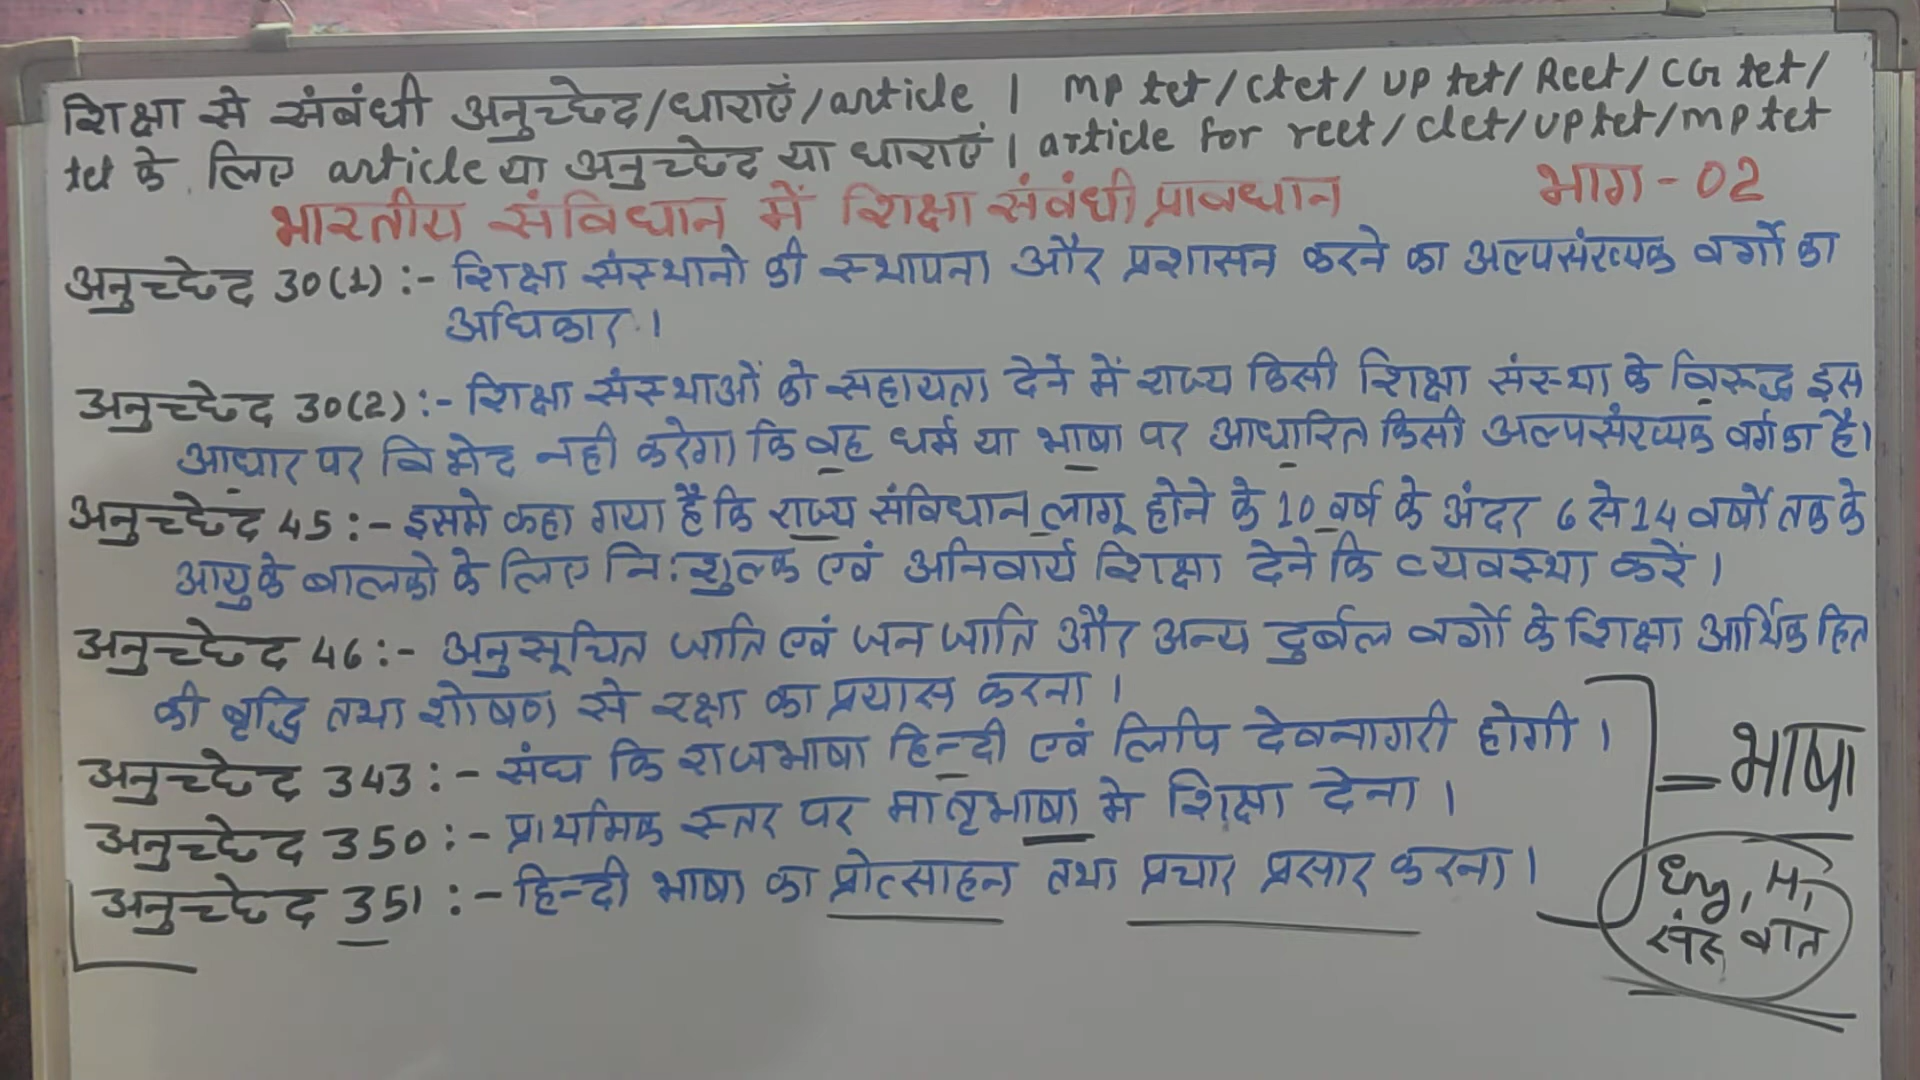 शिक्षा से संबंधी अनुच्छेद/धाराएँ/article | MP tet/ctet/UP tet/Reet/CG tet/
tet के लिए article या अनुच्छेद या धाराएँ | article for reet/ctet/UP tet/MP tet
भारतीय संविधान में शिक्षा संबंधी प्रावधान भाग-02
अनुच्छेद 30(1):- शिक्षा संस्थानो की स्थापना और प्रशासन करने का अल्पसंख्यक वर्गों का
अधिकार।
अनुच्छेद 30(2):- शिक्षा संस्थाओं को सहायता देने में राज्य किसी शिक्षा संस्था के विरूद्ध इस
आधार पर विभेद नही करेगा कि वह धर्म या भाषा पर आधारित किसी अल्पसंख्यक वर्ग का है।
अनुच्छेद 45:- इसमे कहा गया है कि राज्य संविधान लागू होने के 10 वर्ष के अंदर 6 से 14 वर्षों तक के
आयु के बालको के लिए नि:शुल्क एवं अनिवार्य शिक्षा देने कि व्यवस्था करें।
अनुच्छेद 46:- अनुसूचित जाति एवं जन जाति और अन्य दुर्बल वर्गों के शिक्षा आर्थिक हित
की वृद्धि तथा शोषण से रक्षा का प्रयास करना।
अनुच्छेद 343:- संघ कि राजभाषा हिन्दी एवं लिपि देवनागरी होगी।
अनुच्छेद 350:- प्राथमिक स्तर पर मातृभाषा मे शिक्षा देना।
अनुच्छेद 351:- हिन्दी भाषा का प्रोत्साहन तथा प्रचार प्रसार करना।
= भाषा
Eng, H,